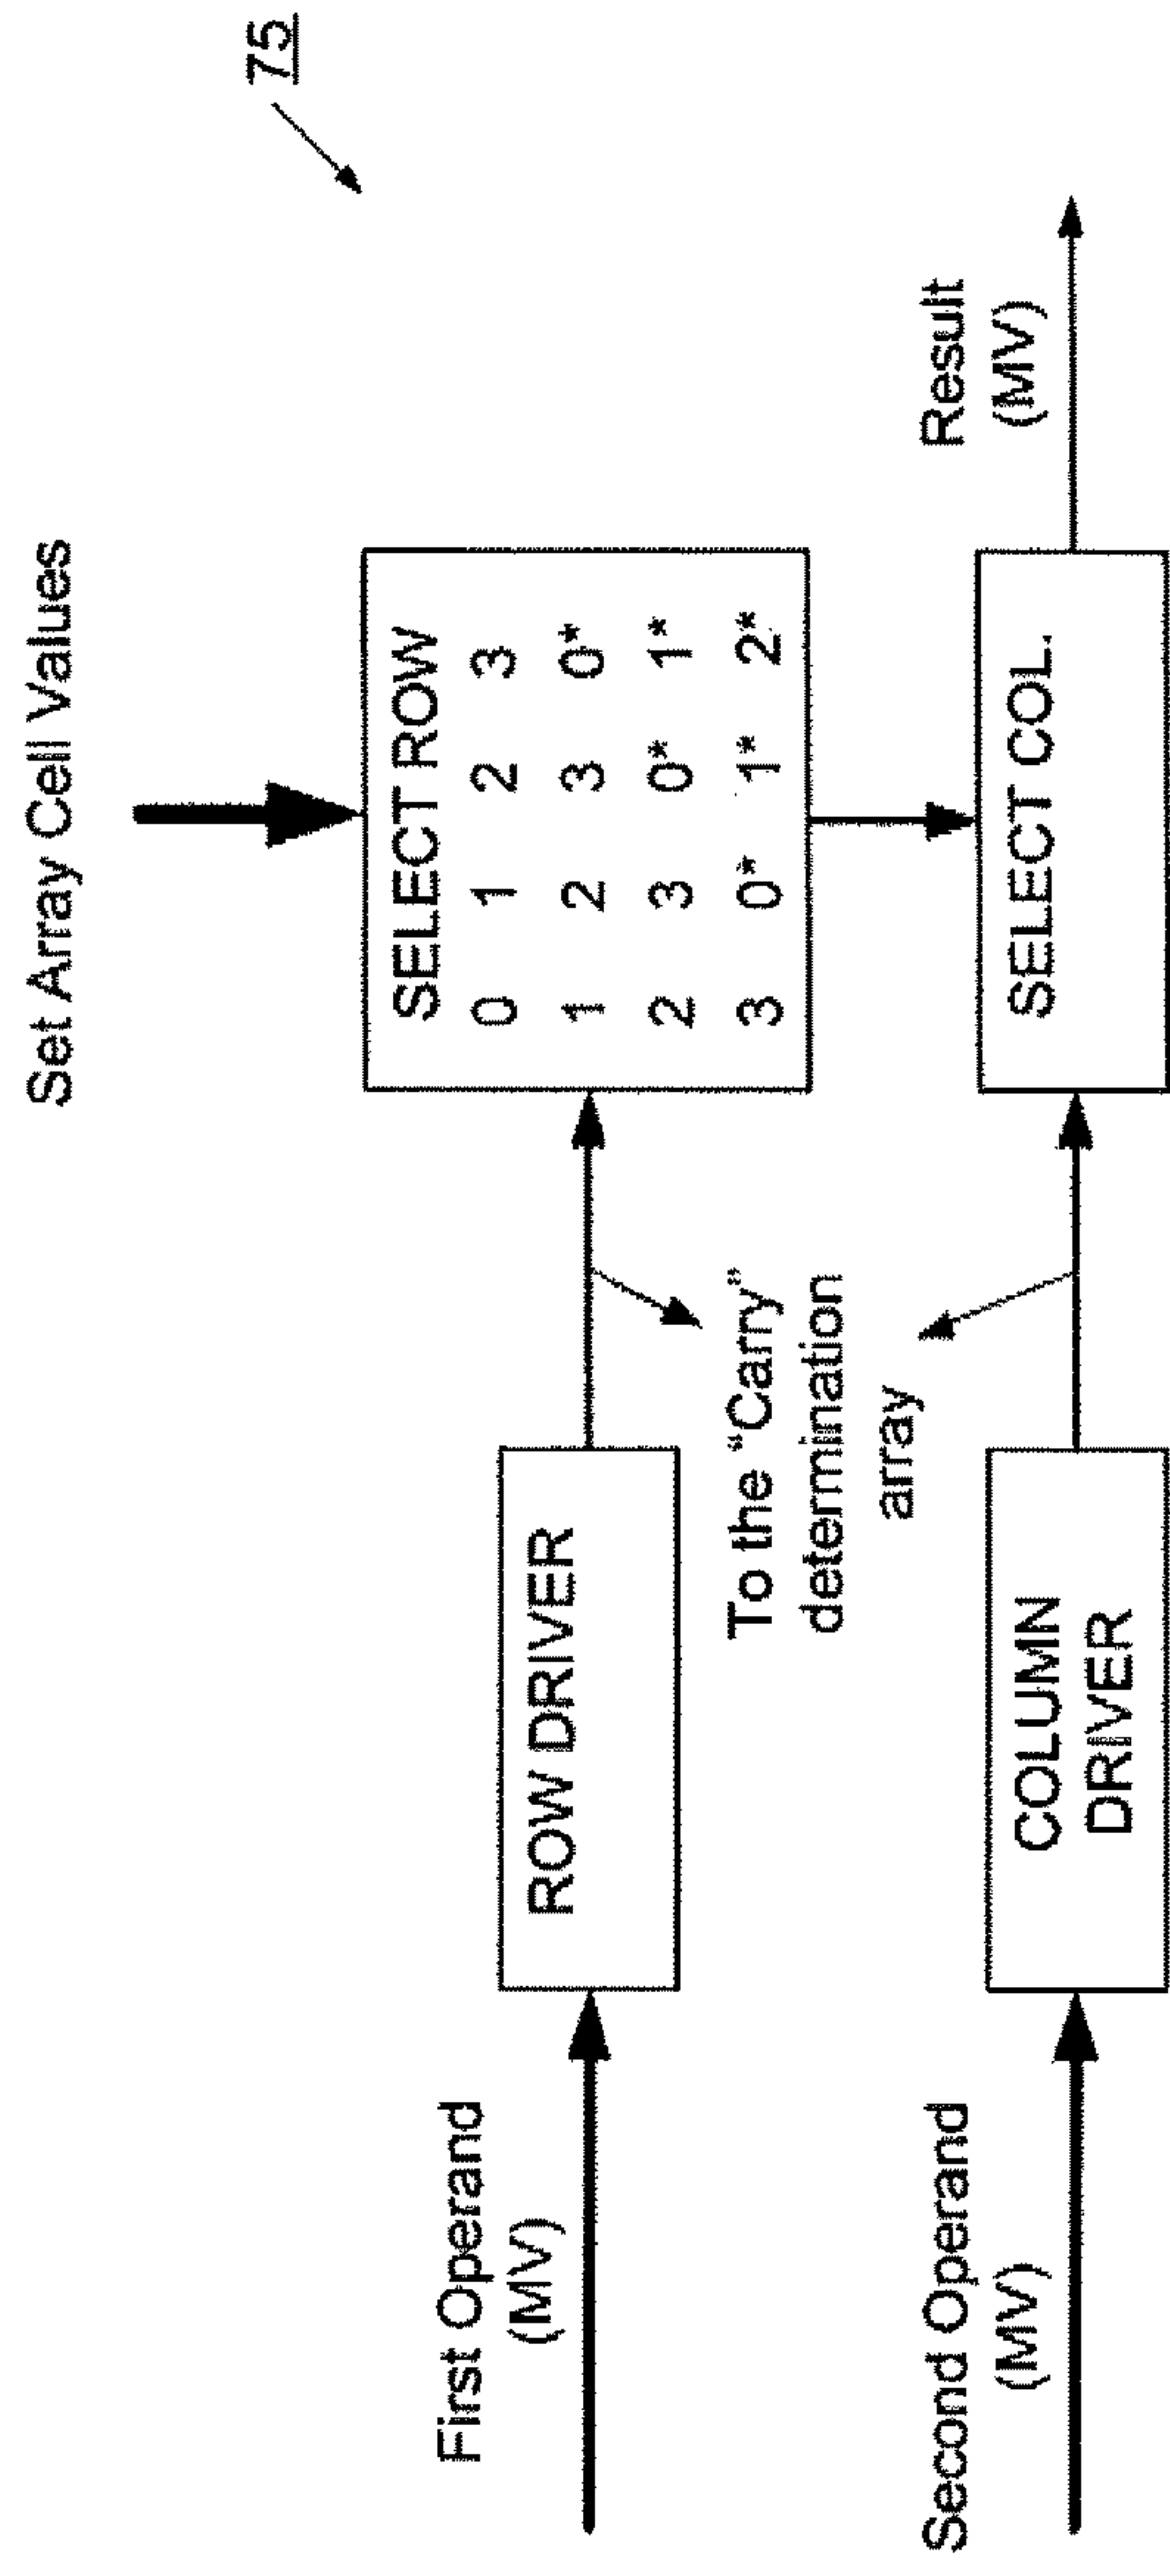 Set Array Cell Values
75
First Operand
(MV)
ROW DRIVER
SELECT ROW
0 1 2 3
1 2 3 0*
2 3 0* 1*
3 0* 1* 2*
To the “Carry”
determination
array
Second Operand
(MV)
COLUMN
DRIVER
SELECT COL.
Result
(MV)